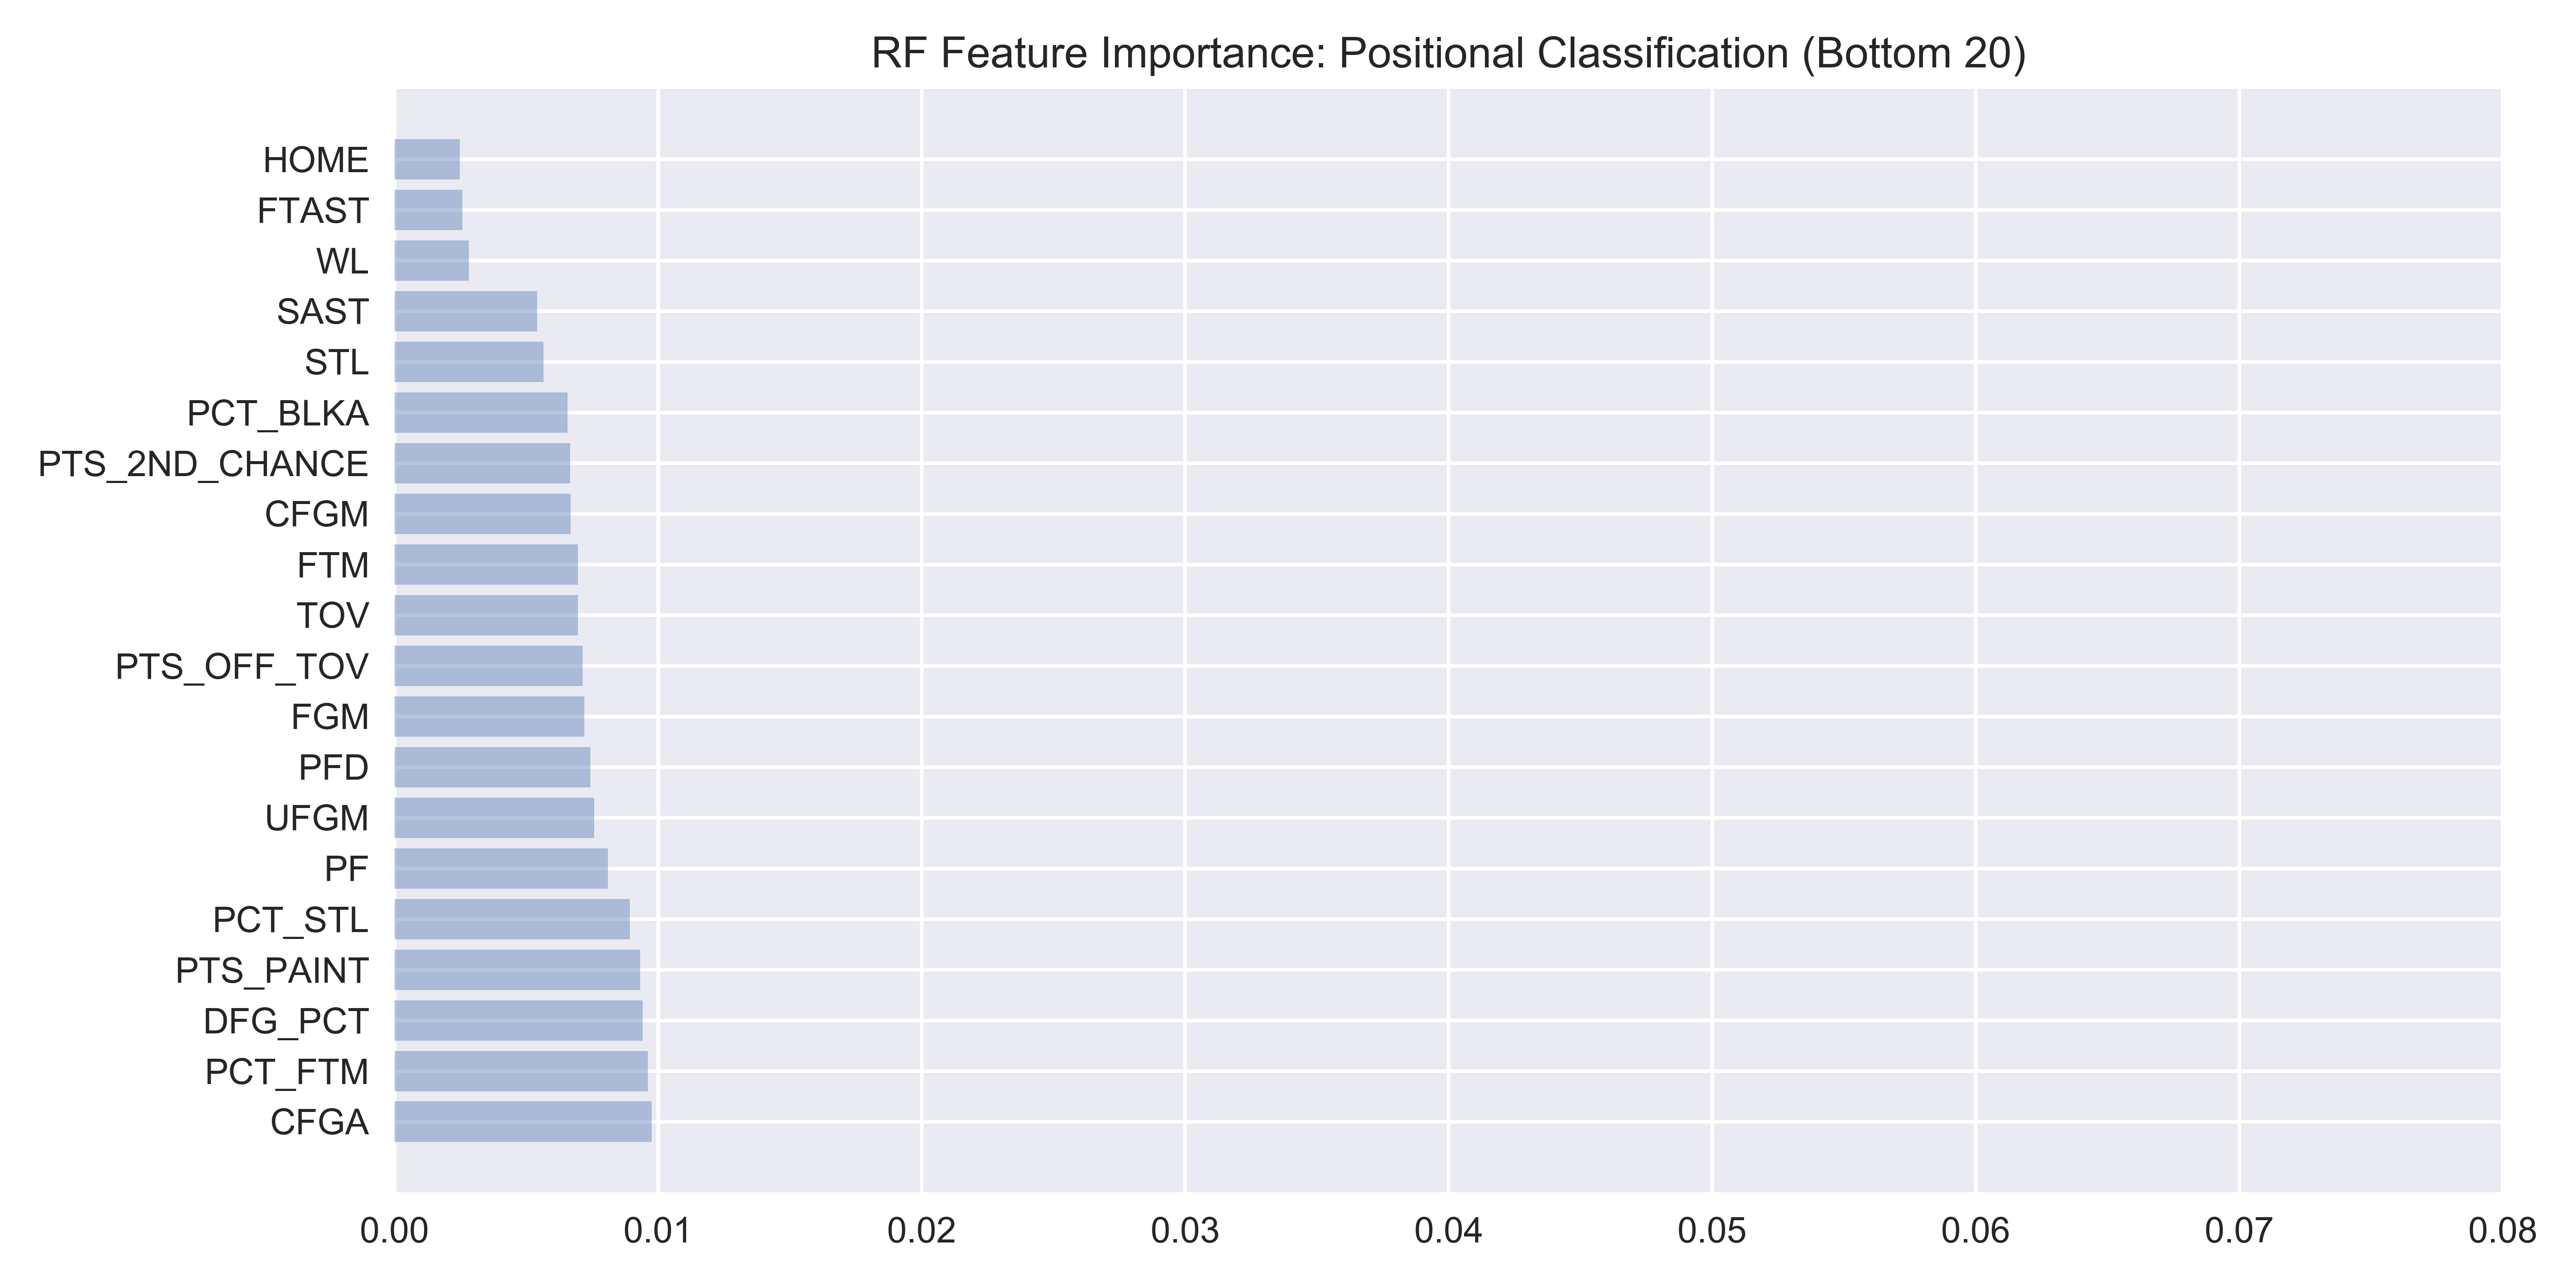 RF Feature Importance: Positional Classification (Bottom 20)
HOME
FTAST
WL
SAST
STL
PCT_BLKA
PTS_2ND_CHANCE
CFGM
FTM
TOV
PTS_OFF_TOV
FGM
PFD
UFGM
PF
PCT_STL
PTS_PAINT
DFG_PCT
PCT_FTM
CFGA
0.00 0.01 0.02 0.03 0.04 0.05 0.06 0.07 0.08